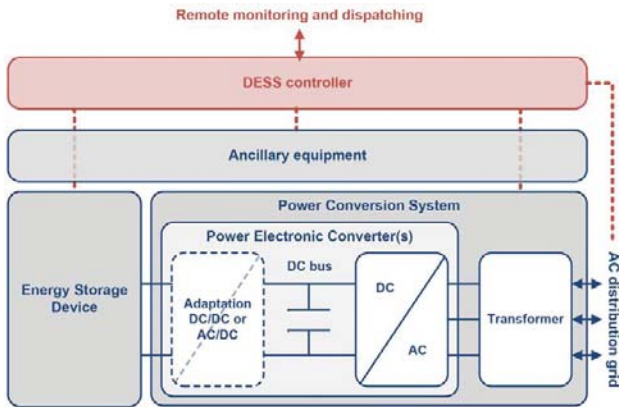 Remote monitoring and dispatching
DESS controller
Ancillary equipment
Power Conversion System
Power Electronic Converter(s)
Energy Storage
Device
Adaptation
DC/DC or
AC/DC
DC bus
DC
AC
Transformer
AC distribution grid